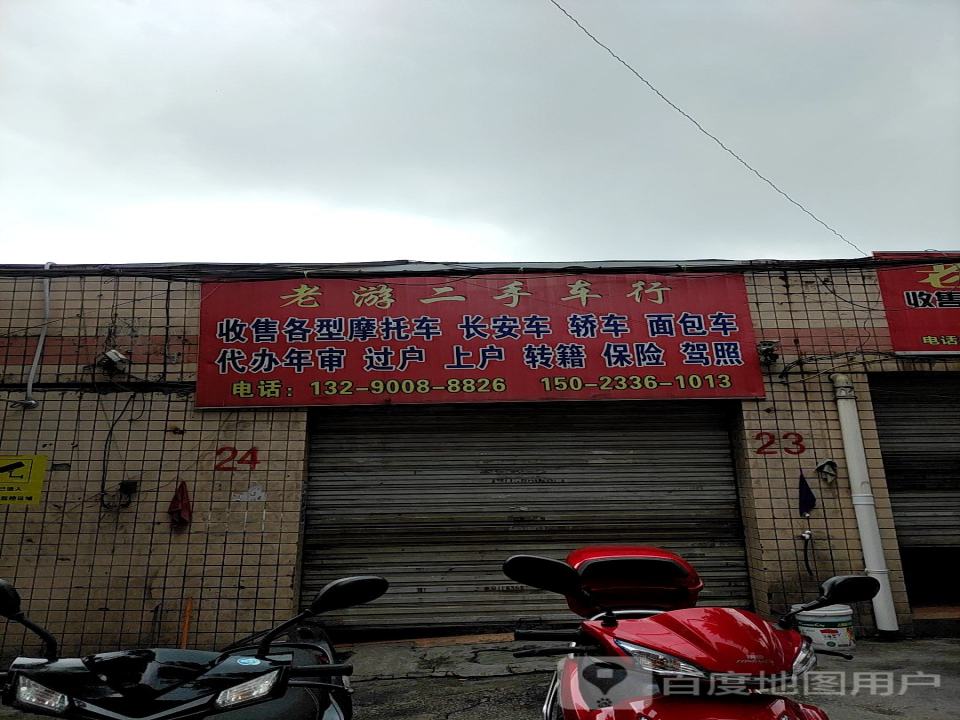 老游二手车行
收售各型摩托车 长安车 轿车 面包车
代办年审 过户 上户 转籍 保险 驾照
电话：132-9008-8826 150-2336-1013
老
收售
电话
24
23
百度地图用户